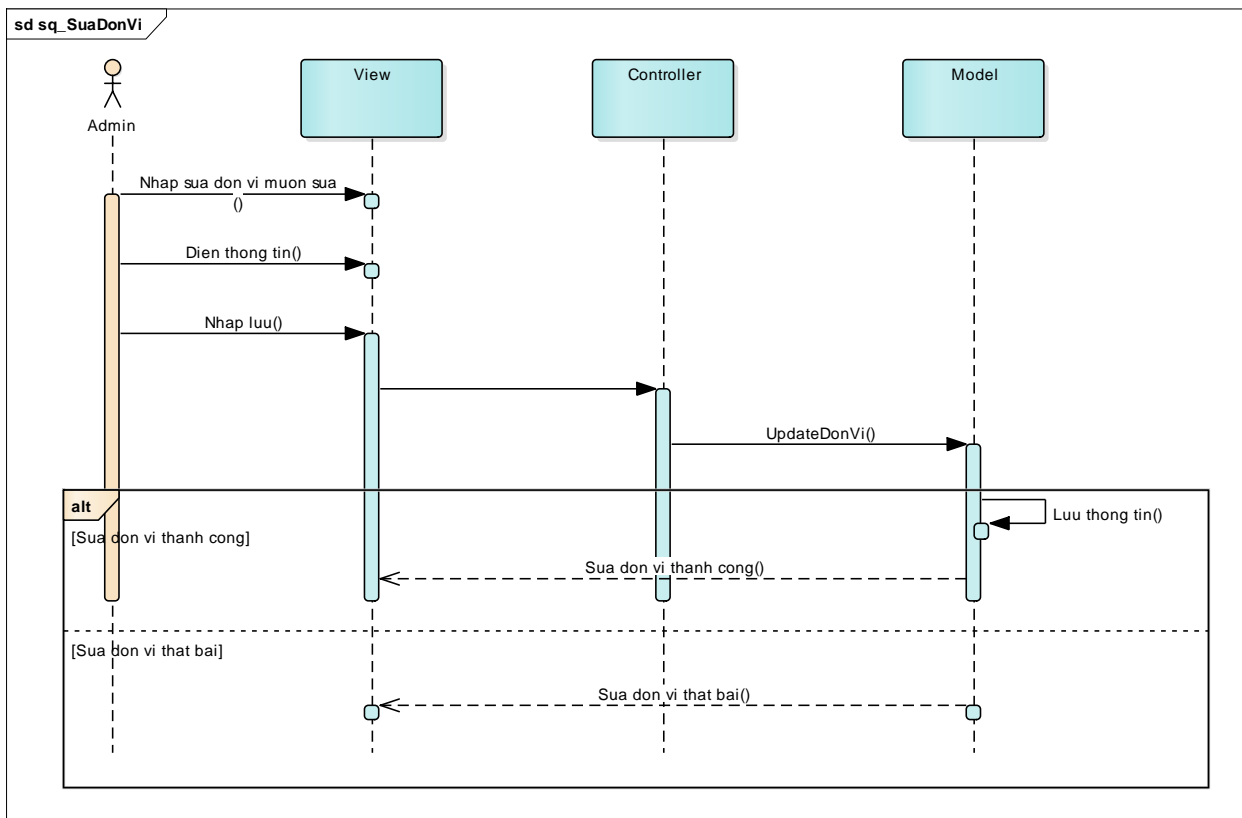 sd sq_SuaDonVi
View
Controller
Model
Admin
Nhap sua don vi muon sua
()
Dien thong tin()
Nhap luu()
UpdateDonVi()
alt
Luu thong tin()
[Sua don vi thanh cong]
Sua don vi thanh cong()
[Sua don vi that bai]
Sua don vi that bai()